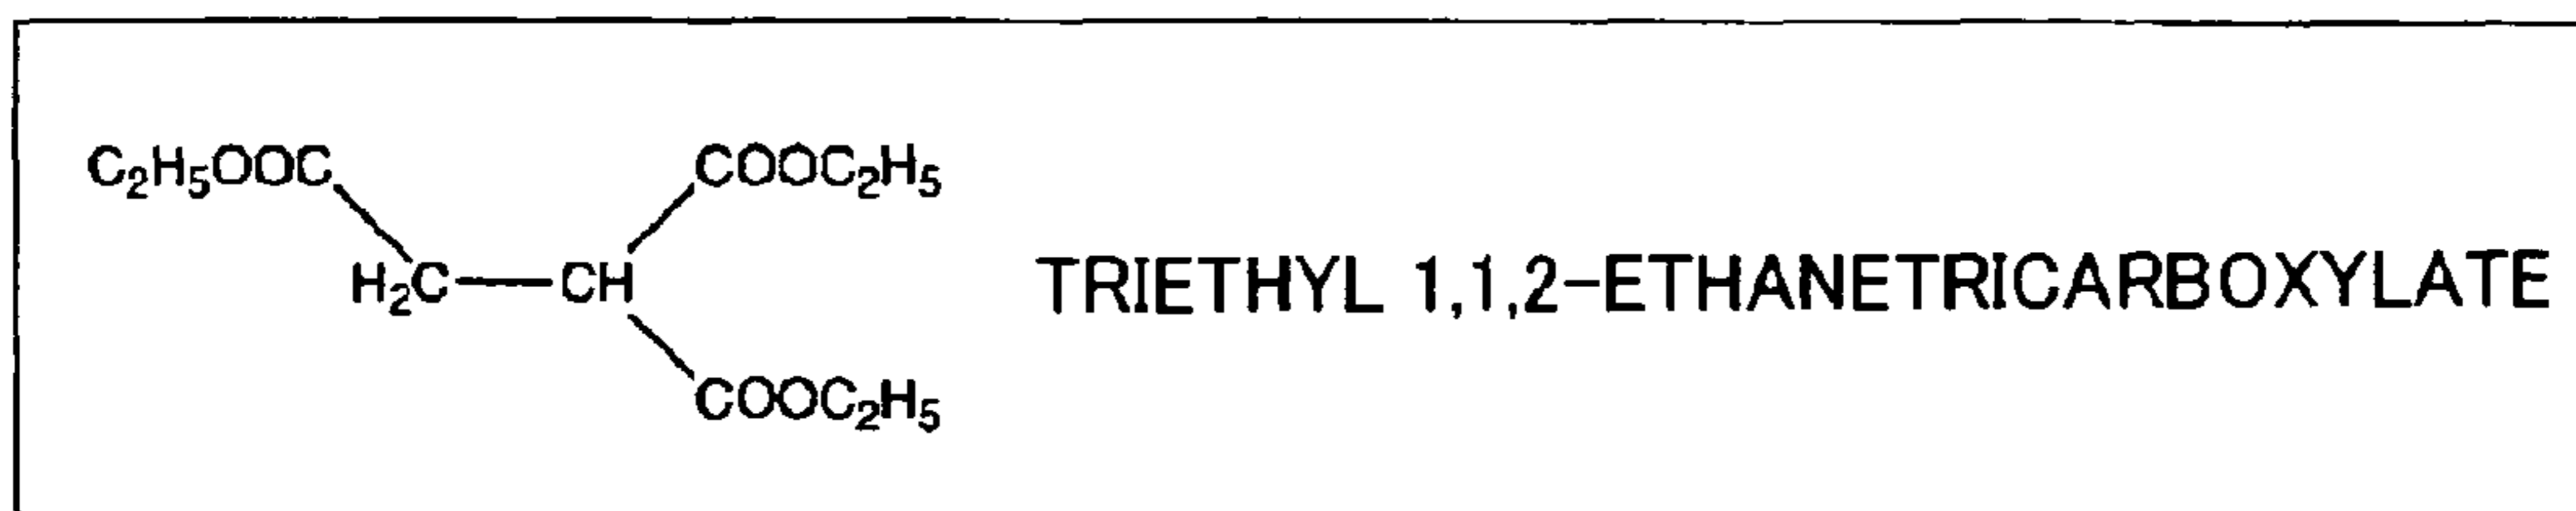 C₂H₅OOC COOC₂H₅
H₂C—CH TRIETHYL 1,1,2-ETHANETRICARBOXYLATE
COOC₂H₅